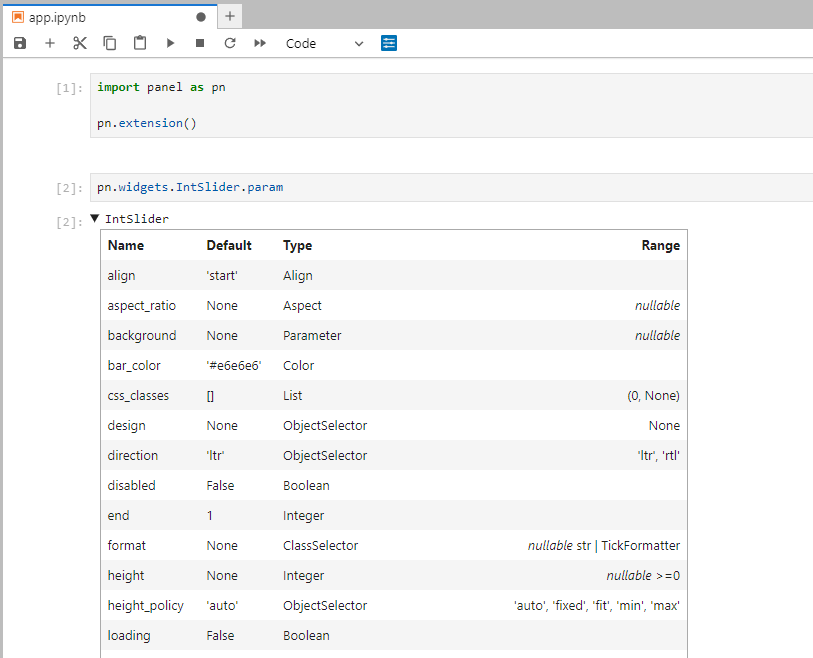 app.ipynb
Code
[1]: import panel as pn
pn.extension()
[2]: pn.widgets.IntSlider.param
[2]: IntSlider
Name Default Type Range
align 'start' Align
aspect_ratio None Aspect nullable
background None Parameter nullable
bar_color '#e6e6e6' Color
css_classes [] List (0, None)
design None ObjectSelector None
direction 'ltr' ObjectSelector 'ltr', 'rtl'
disabled False Boolean
end 1 Integer
format None ClassSelector nullable str | TickFormatter
height None Integer nullable >=0
height_policy 'auto' ObjectSelector 'auto', 'fixed', 'fit', 'min', 'max'
loading False Boolean